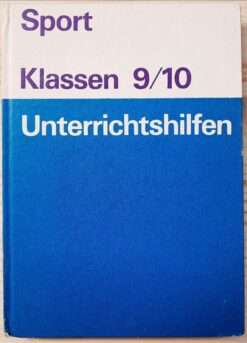 Sport
Klassen 9/10
Unterrichtshilfen